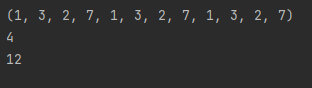 (1, 3, 2, 7, 1, 3, 2, 7, 1, 3, 2, 7)
4
12